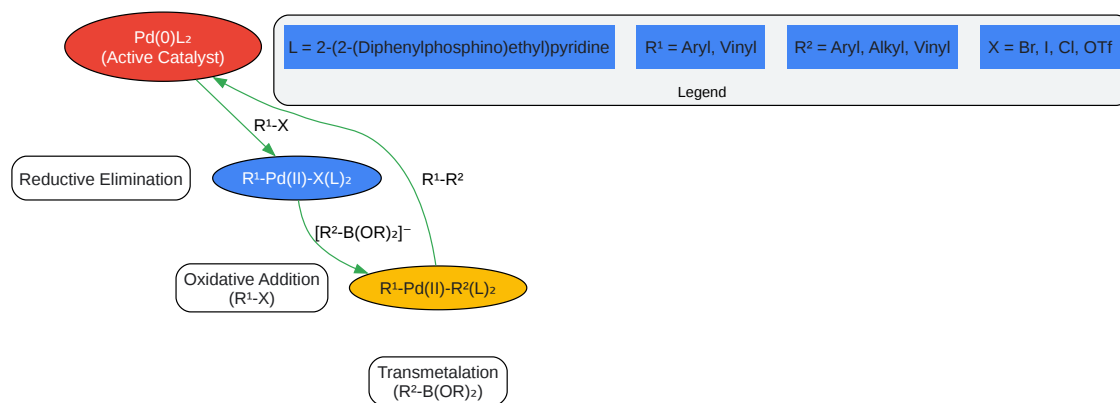 Pd(0)L₂
(Active Catalyst)
L = 2-(2-(Diphenylphosphino)ethyl)pyridine
R¹ = Aryl, Vinyl
R² = Aryl, Alkyl, Vinyl
X = Br, I, Cl, OTf
Legend
R¹-X
Reductive Elimination
R¹-Pd(II)-X(L)₂
R¹-R²
[R²-B(OR)₂]⁻
Oxidative Addition
(R¹-X)
R¹-Pd(II)-R²(L)₂
Transmetalation
(R²-B(OR)₂)